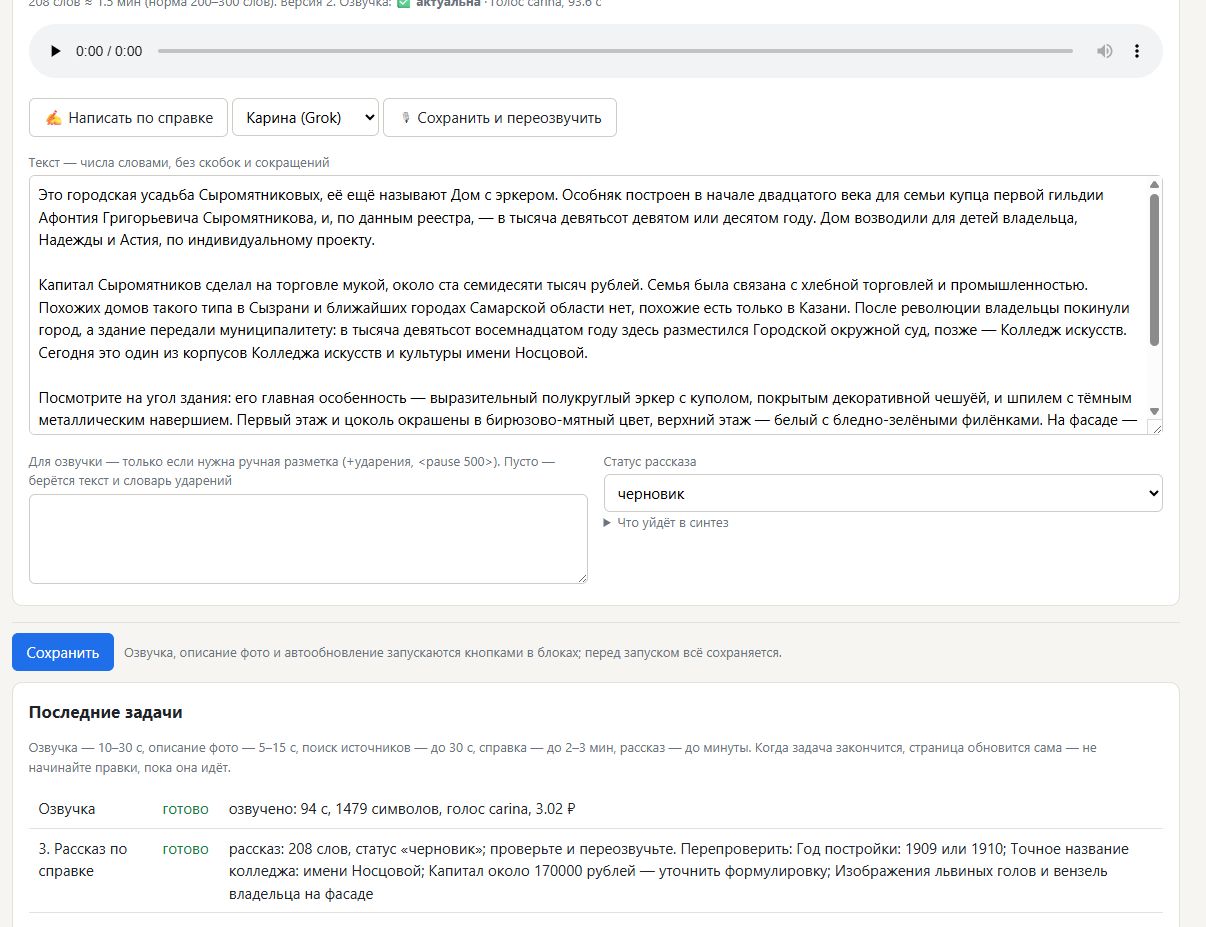 208 слов ≈ 1.5 мин (норма 200–300 слов). Версия 2. Озвучка: ✅ актуальна · голос carina, 93.6 с
0:00 / 0:00
✍ Написать по справке
Карина (Grok)
🎙 Сохранить и переозвучить
Текст — числа словами, без скобок и сокращений
Это городская усадьба Сыромятниковых, её ещё называют Дом с эркером. Особняк построен в начале двадцатого века для семьи купца первой гильдии
Афонтия Григорьевича Сыромятникова, и, по данным реестра, — в тысяча девятьсот девятом или десятом году. Дом возводили для детей владельца,
Надежды и Астия, по индивидуальному проекту.
Капитал Сыромятников сделал на торговле мукой, около ста семидесяти тысяч рублей. Семья была связана с хлебной торговлей и промышленностью.
Похожих домов такого типа в Сызрани и ближайших городах Самарской области нет, похожие есть только в Казани. После революции владельцы покинули
город, а здание передали муниципалитету: в тысяча девятьсот восемнадцатом году здесь разместился Городской окружной суд, позже — Колледж искусств.
Сегодня это один из корпусов Колледжа искусств и культуры имени Носцовой.
Посмотрите на угол здания: его главная особенность — выразительный полукруглый эркер с куполом, покрытым декоративной чешуёй, и шпилем с тёмным
металлическим навершием. Первый этаж и цоколь окрашены в бирюзово-мятный цвет, верхний этаж — белый с бледно-зелёными филёнками. На фасаде —
Для озвучки — только если нужна ручная разметка (+ударения, <pause 500>). Пусто —
берётся текст и словарь ударений
Статус рассказа
черновик
Что уйдёт в синтез
Сохранить
Озвучка, описание фото и автообновление запускаются кнопками в блоках; перед запуском всё сохраняется.
Последние задачи
Озвучка — 10–30 с, описание фото — 5–15 с, поиск источников — до 30 с, справка — до 2–3 мин, рассказ — до минуты. Когда задача закончится, страница обновится сама — не
начинайте правки, пока она идёт.
Озвучка готово озвучено: 94 с, 1479 символов, голос carina, 3.02 ₽
3. Рассказ по готово рассказ: 208 слов, статус «черновик»; проверьте и переозвучьте. Перепроверить: Год постройки: 1909 или 1910; Точное название
справке колледжа: имени Носцовой; Капитал около 170000 рублей — уточнить формулировку; Изображения львиных голов и вензель
владельца на фасаде